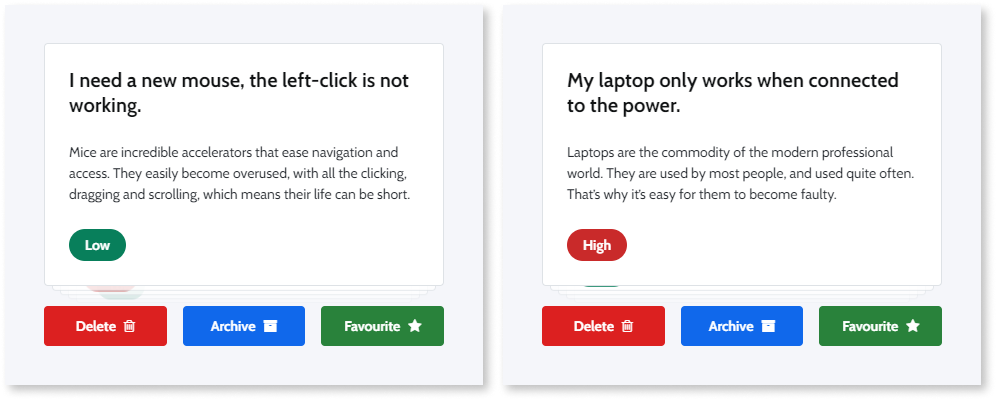 I need a new mouse, the left-click is not
working.
Mice are incredible accelerators that ease navigation and
access. They easily become overused, with all the clicking,
dragging and scrolling, which means their life can be short.
Low
Delete
Archive
Favourite
My laptop only works when connected
to the power.
Laptops are the commodity of the modern professional
world. They are used by most people, and used quite often.
That's why it's easy for them to become faulty.
High
Delete
Archive
Favourite